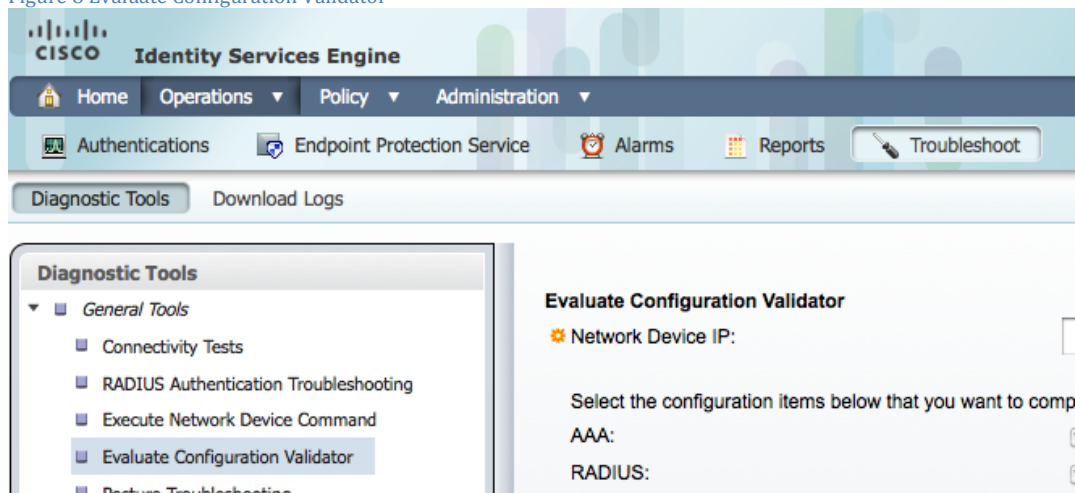 Figure 8 Evaluate Configuration Validator
CISCO Identity Services Engine
Home Operations Policy Administration
Authentications Endpoint Protection Service Alarms Reports Troubleshoot
Diagnostic Tools Download Logs
Diagnostic Tools
General Tools
Connectivity Tests
RADIUS Authentication Troubleshooting
Execute Network Device Command
Evaluate Configuration Validator
Posture Troubleshooting
Evaluate Configuration Validator
Network Device IP:
Select the configuration items below that you want to comp
AAA:
RADIUS: